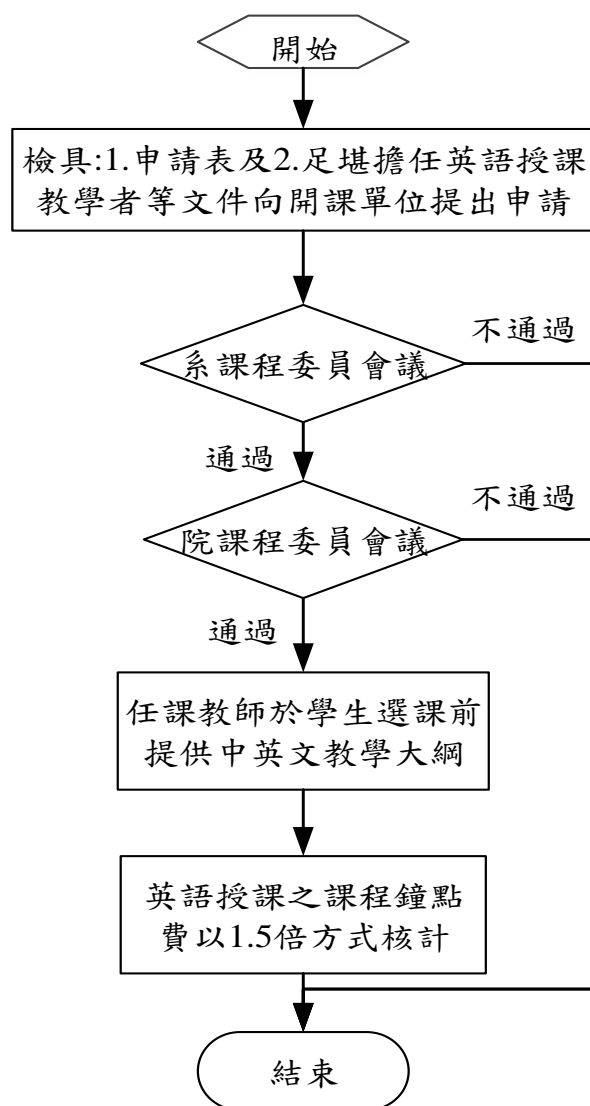 開始
檢具:1.申請表及2.足堪擔任英語授課
教學者等文件向開課單位提出申請
不通過
系課程委員會議
通過
不通過
院課程委員會議
通過
任課教師於學生選課前
提供中英文教學大綱
英語授課之課程鐘點
費以1.5倍方式核計
結束